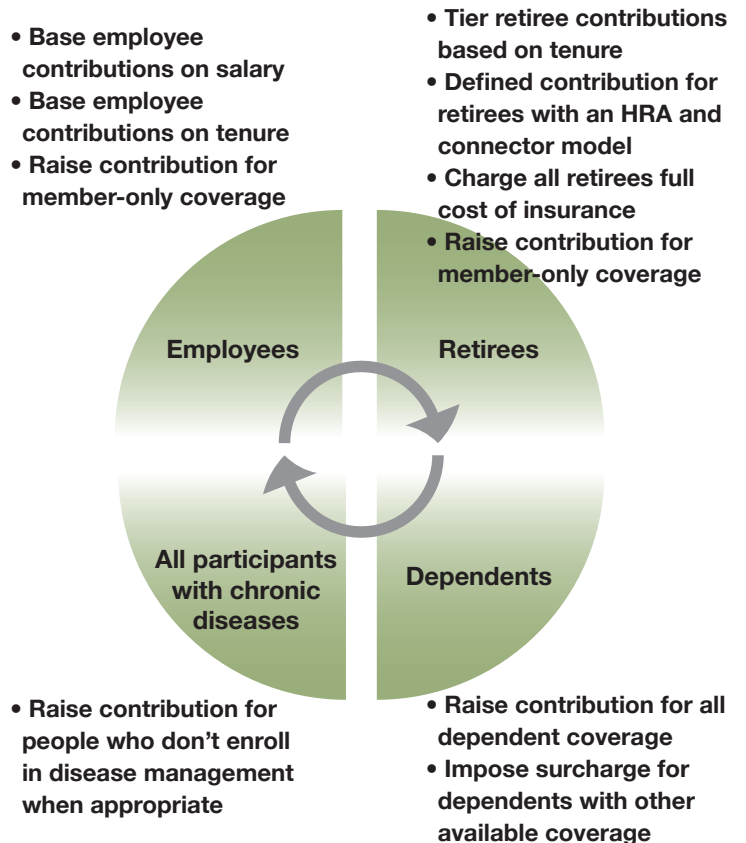 • Base employee
contributions on salary
• Base employee
contributions on tenure
• Raise contribution for
member-only coverage
• Tier retiree contributions
based on tenure
• Defined contribution for
retirees with an HRA and
connector model
• Charge all retirees full
cost of insurance
• Raise contribution for
member-only coverage
Employees
Retirees
All participants
with chronic
diseases
Dependents
• Raise contribution for
people who don’t enroll
in disease management
when appropriate
• Raise contribution for all
dependent coverage
• Impose surcharge for
dependents with other
available coverage